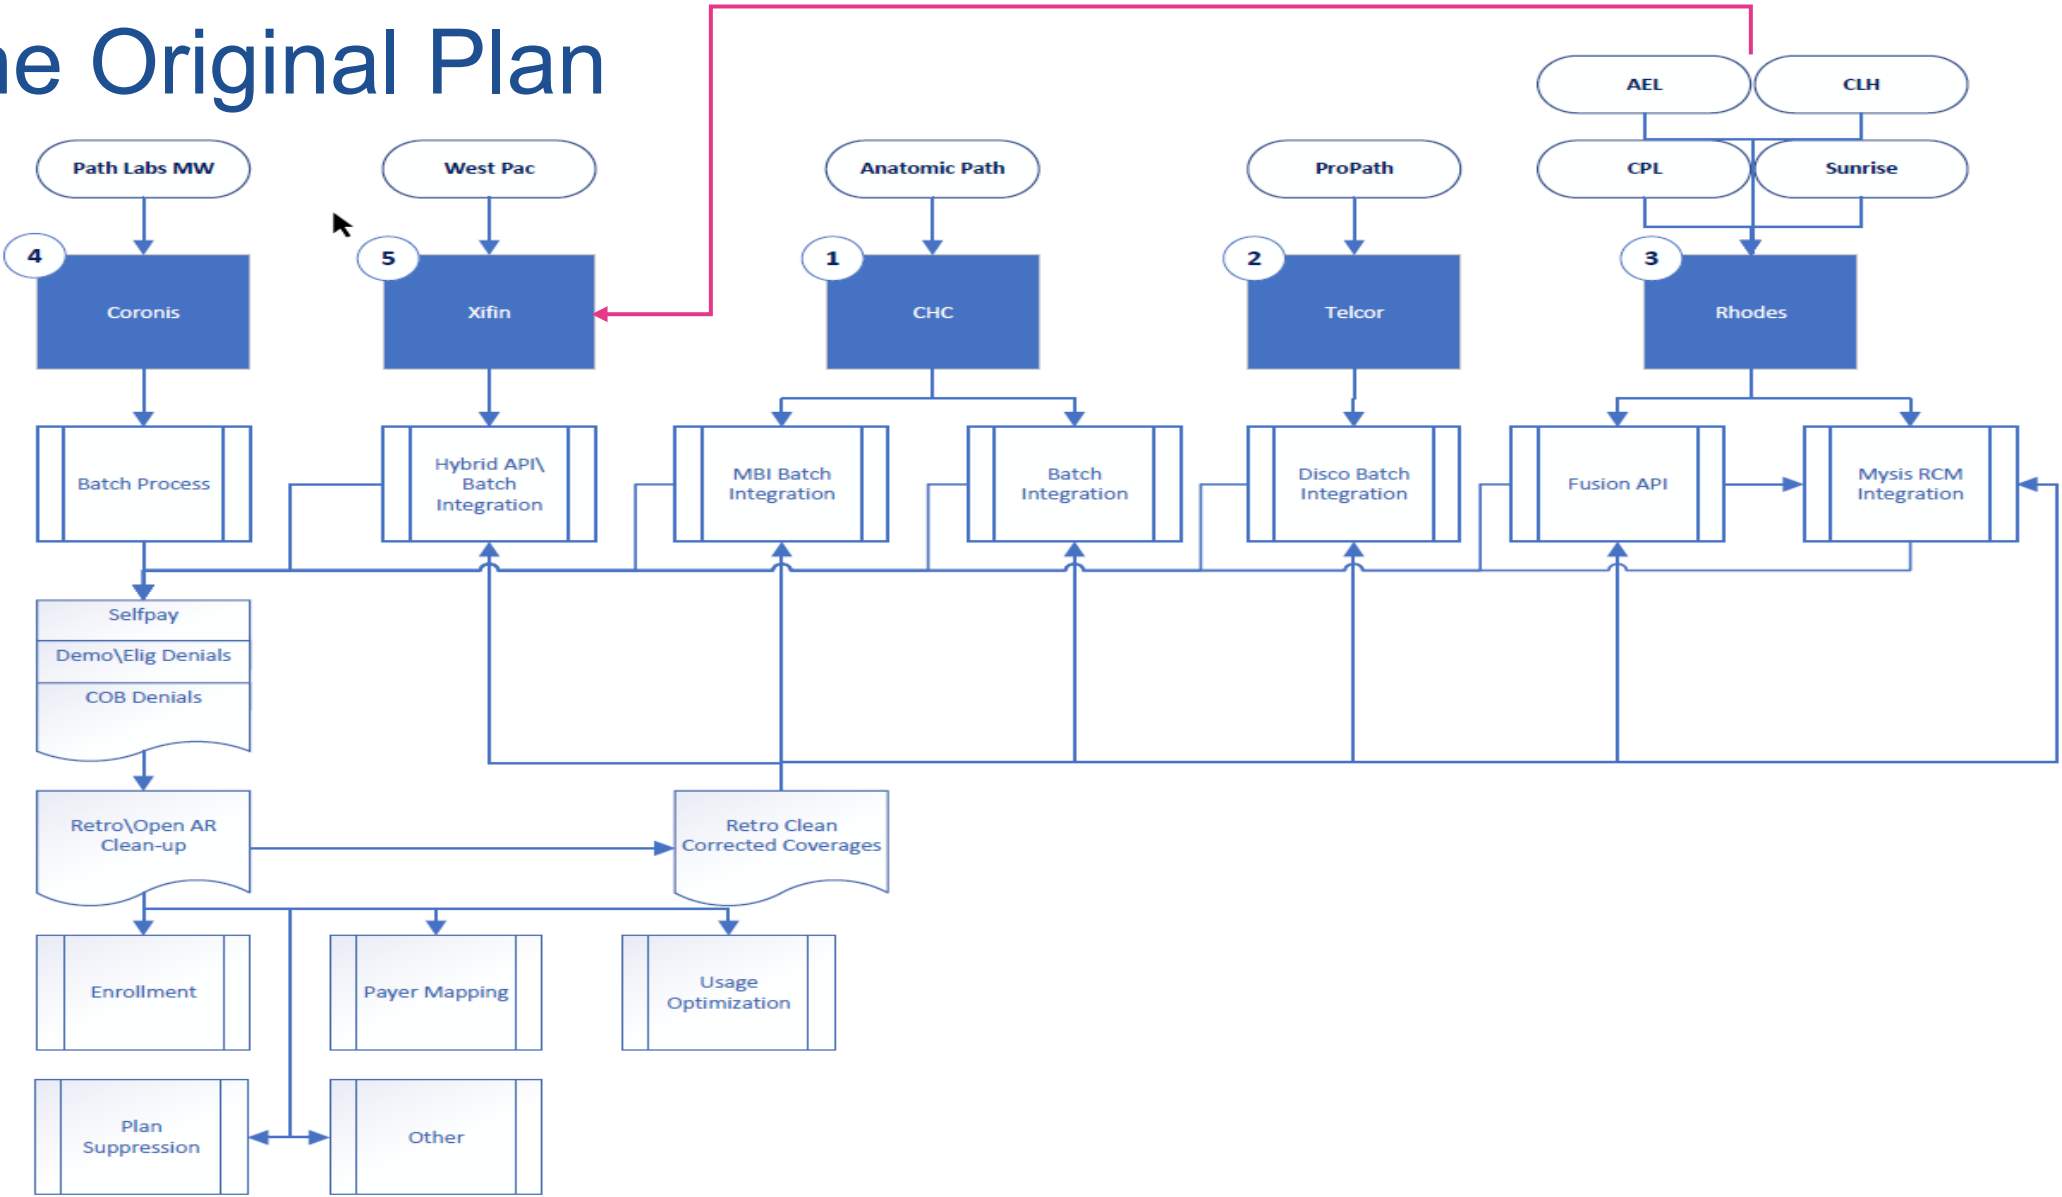 ne Original Plan
AEL
CLH
Path Labs MW
West Pac
Anatomic Path
ProPath
CPL
Sunrise
4
5
1
2
3
Coronis
Xifin
CHC
Telcor
Rhodes
Batch Process
Hybrid API\
Batch
Integration
MBI Batch
Integration
Batch
Integration
Disco Batch
Integration
Fusion API
Mysis RCM
Integration
Selfpay
Demo\Elig Denials
COB Denials
Retro\Open AR
Clean-up
Retro Clean
Corrected Coverages
Enrollment
Payer Mapping
Usage
Optimization
Plan
Suppression
Other